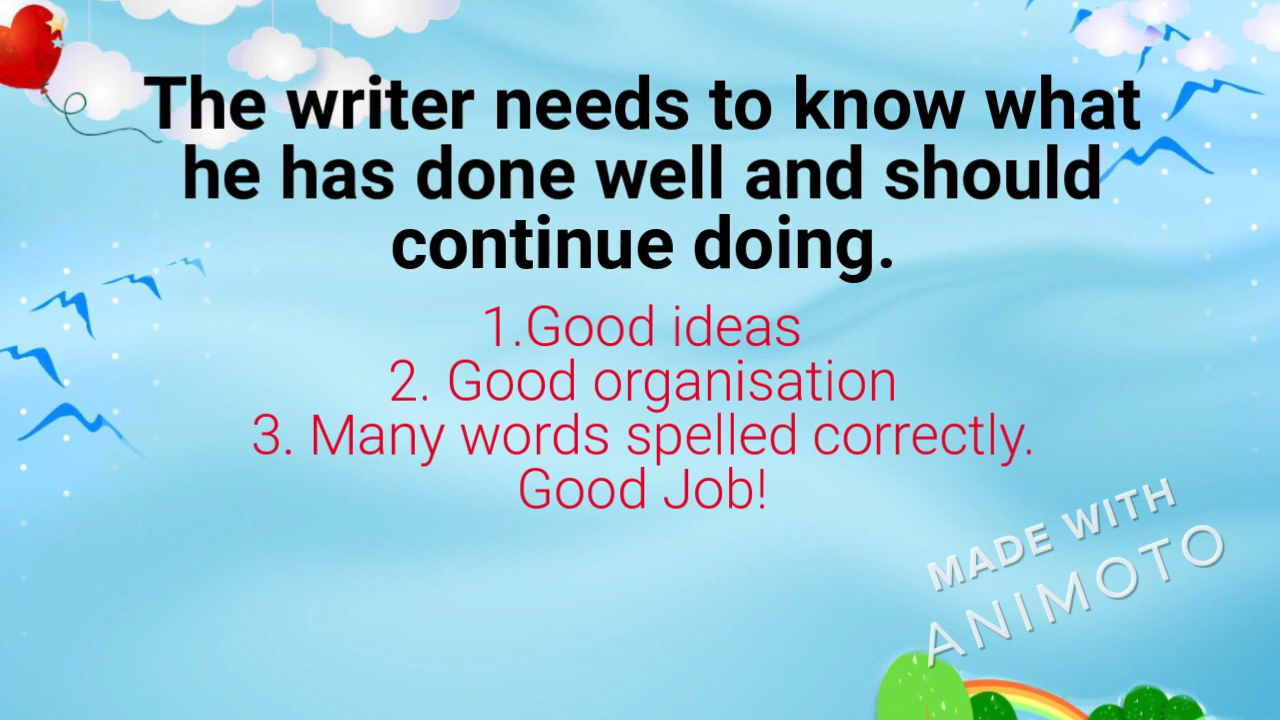 The writer needs to know what
he has done well and should
continue doing.
1.Good ideas
2. Good organisation
3. Many words spelled correctly.
Good Job!
MADE WITH
ANIMOTO